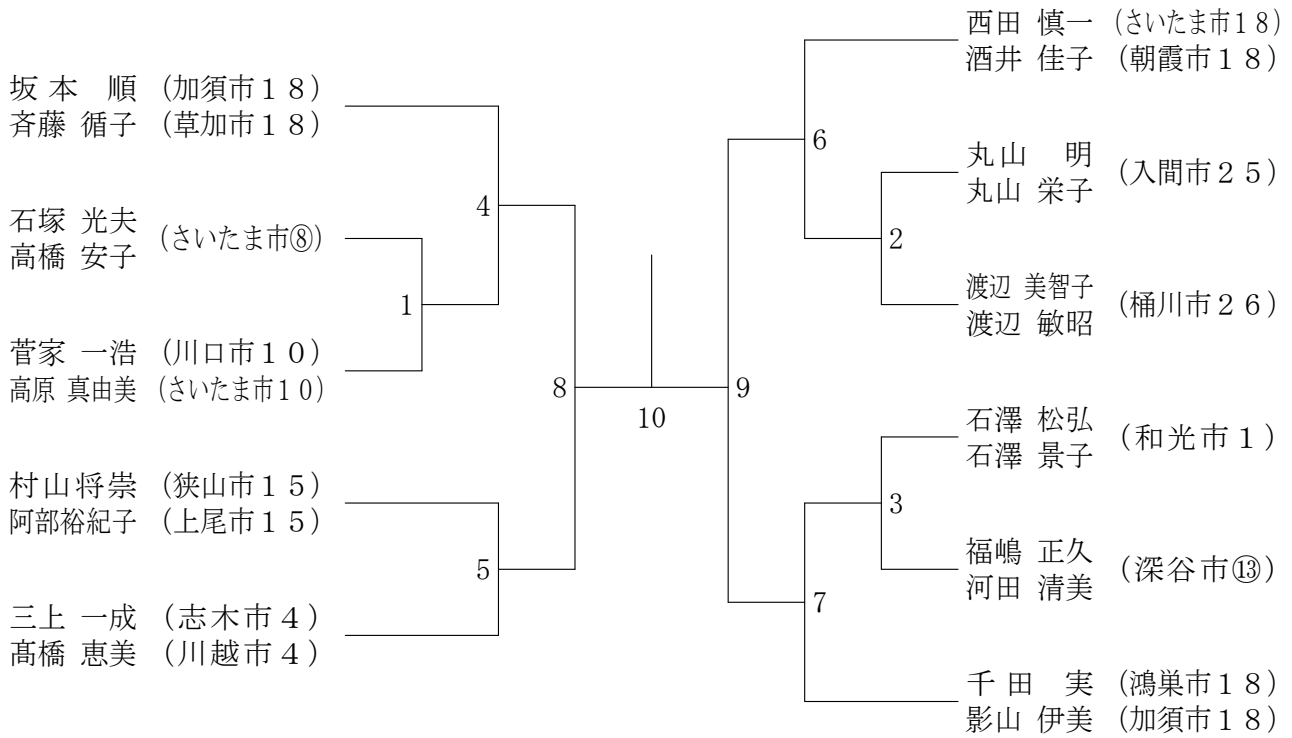 坂本 順 (加須市18)
斉藤 循子 (草加市18)
石塚 光夫
高橋 安子
(さいたま市⑧)
菅家 一浩 (川口市10)
高原 真由美 (さいたま市10)
村山将崇 (狭山市15)
阿部裕紀子 (上尾市15)
三上 一成 (志木市4)
髙橋 恵美 (川越市4)
4
1
5
8
10
9
6
2
3
7
西田 慎一 (さいたま市18)
酒井 佳子 (朝霞市18)
丸山 明
丸山 栄子
(入間市25)
渡辺 美智子
渡辺 敏昭
(桶川市26)
石澤 松弘
石澤 景子
(和光市1)
福嶋 正久
河田 清美
(深谷市⑬)
千田 実 (鴻巣市18)
影山 伊美 (加須市18)